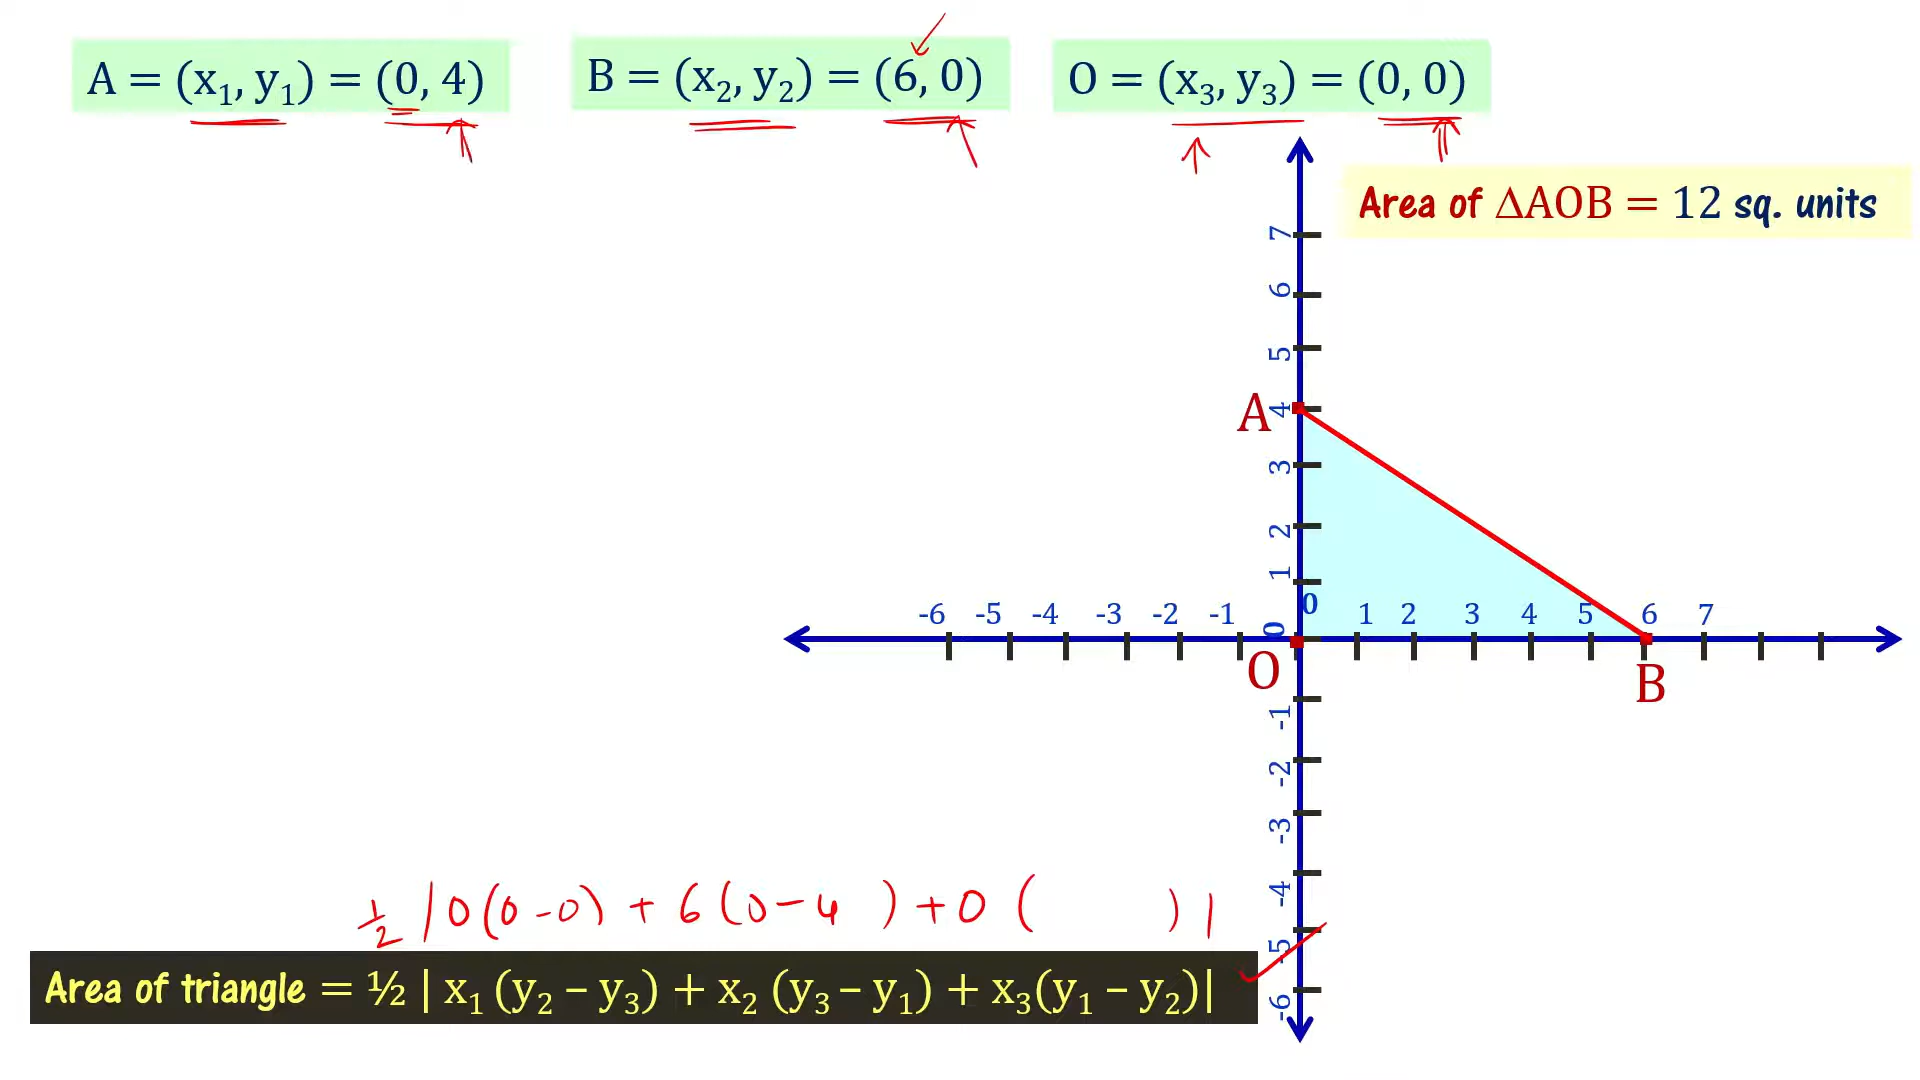 A = (x₁, y₁) = (0, 4)
B = (x₂, y₂) = (6, 0)
O = (x₃, y₃) = (0, 0)
Area of ΔAOB = 12 sq. units
7
6
5
A
4
3
2
1
0
-6 -5 -4 -3 -2 -1 0 1 2 3 4 5 6 7
O
B
-1
-2
-3
-4
-5
-6
½ |0(0-0) + 6(0-4 ) + 0 ( )|
Area of triangle = ½ | x₁ (y₂ – y₃) + x₂ (y₃ – y₁) + x₃(y₁ – y₂)|